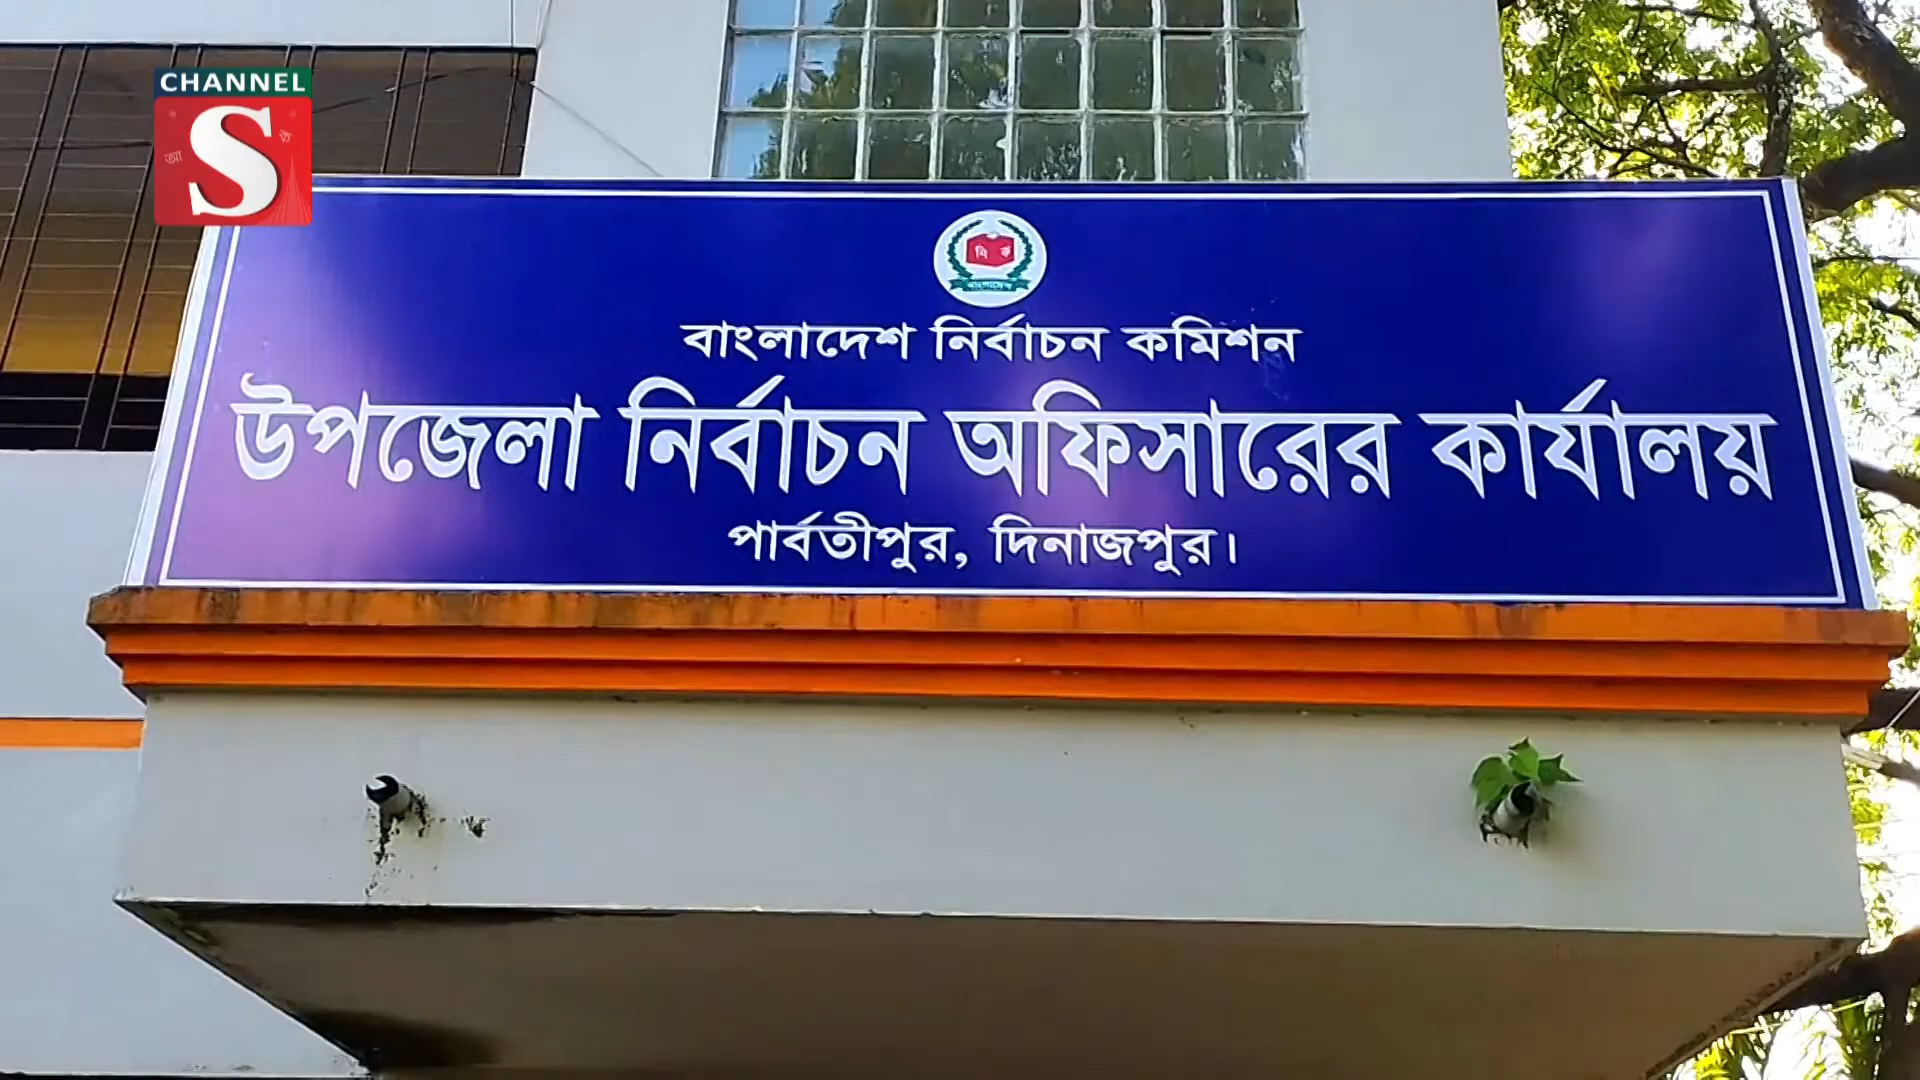 CHANNEL
S
বাংলাদেশ নির্বাচন কমিশন
উপজেলা নির্বাচন অফিসারের কার্যালয়
পার্বতীপুর, দিনাজপুর।